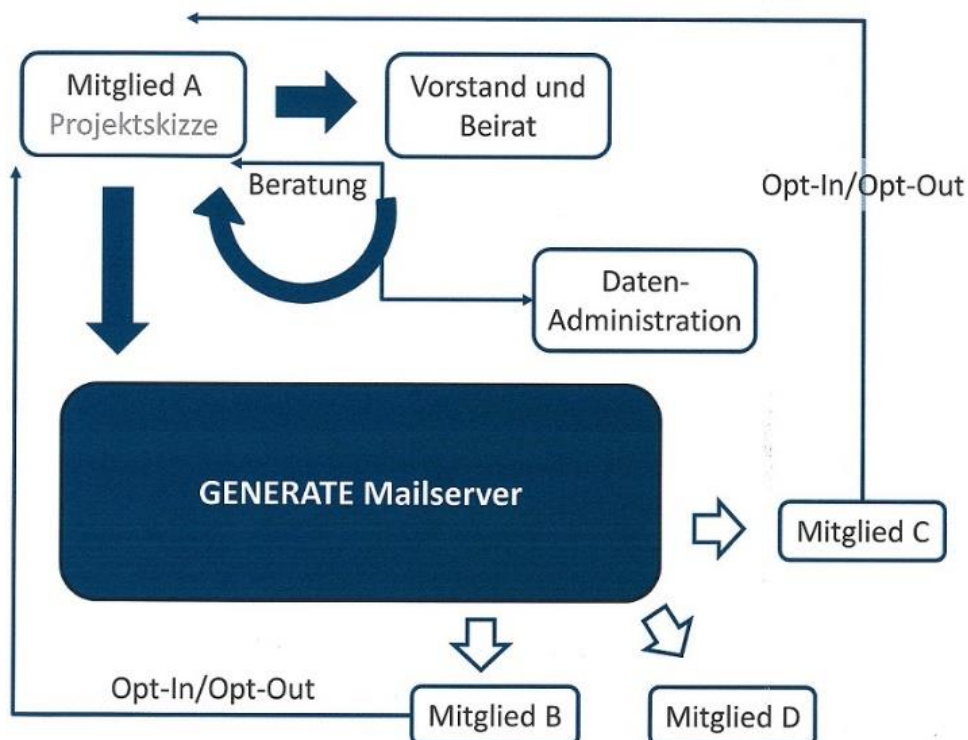 Mitglied A
Projektskizze
Vorstand und
Beirat
Beratung
Opt-In/Opt-Out
Daten-
Administration
GENERATE Mailserver
Mitglied C
Opt-In/Opt-Out
Mitglied B
Mitglied D